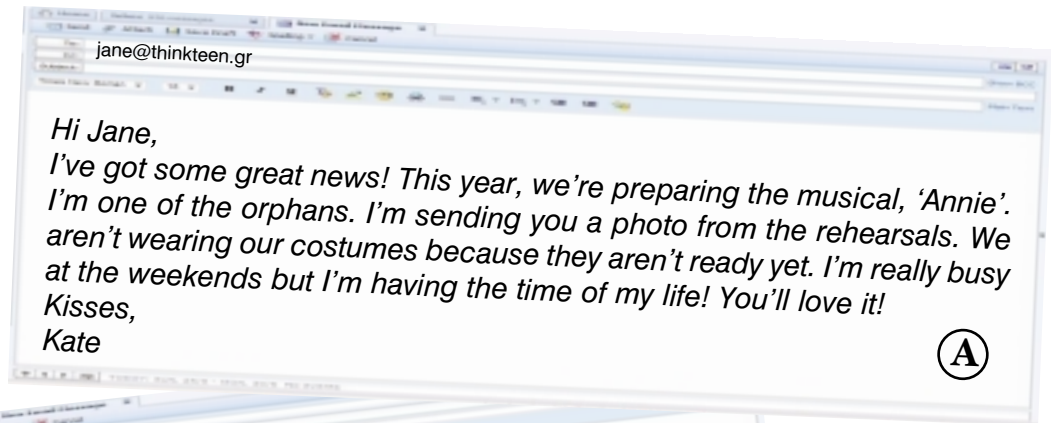 jane@thinkteen.gr
Hi Jane,
I've got some great news! This year, we're preparing the musical, 'Annie'.
I'm one of the orphans. I'm sending you a photo from the rehearsals. We
aren't wearing our costumes because they aren't ready yet. I'm really busy
at the weekends but I'm having the time of my life! You'll love it!
Kisses,
Kate
A